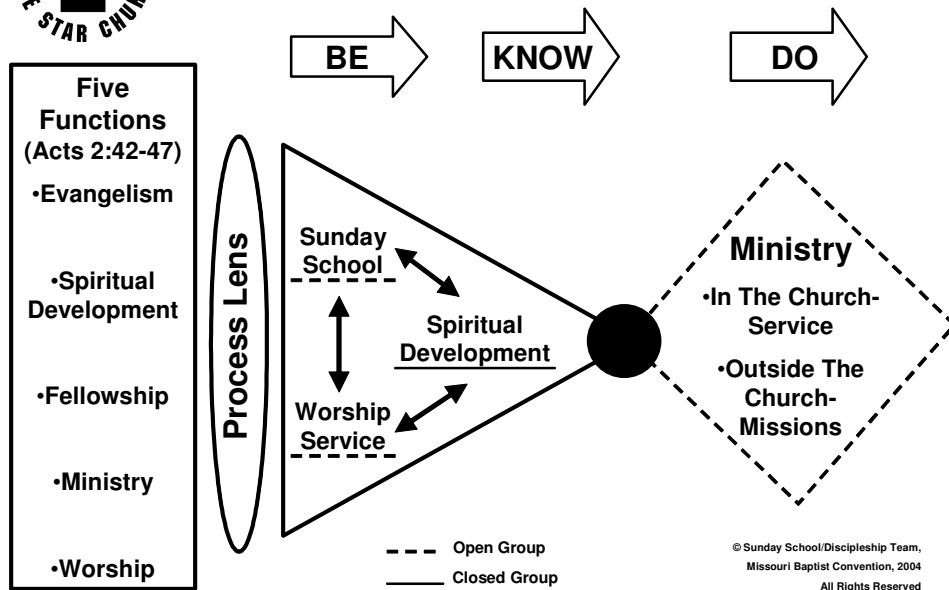 STAR CHUR
BE
KNOW
DO
Five
Functions
(Acts 2:42-47)
•Evangelism
•Spiritual
Development
•Fellowship
•Ministry
•Worship
Process Lens
Sunday
School
Spiritual
Development
Worship
Service
Ministry
•In The Church-
Service
•Outside The
Church-
Missions
Open Group
Closed Group
© Sunday School/Discipleship Team,
Missouri Baptist Convention, 2004
All Rights Reserved